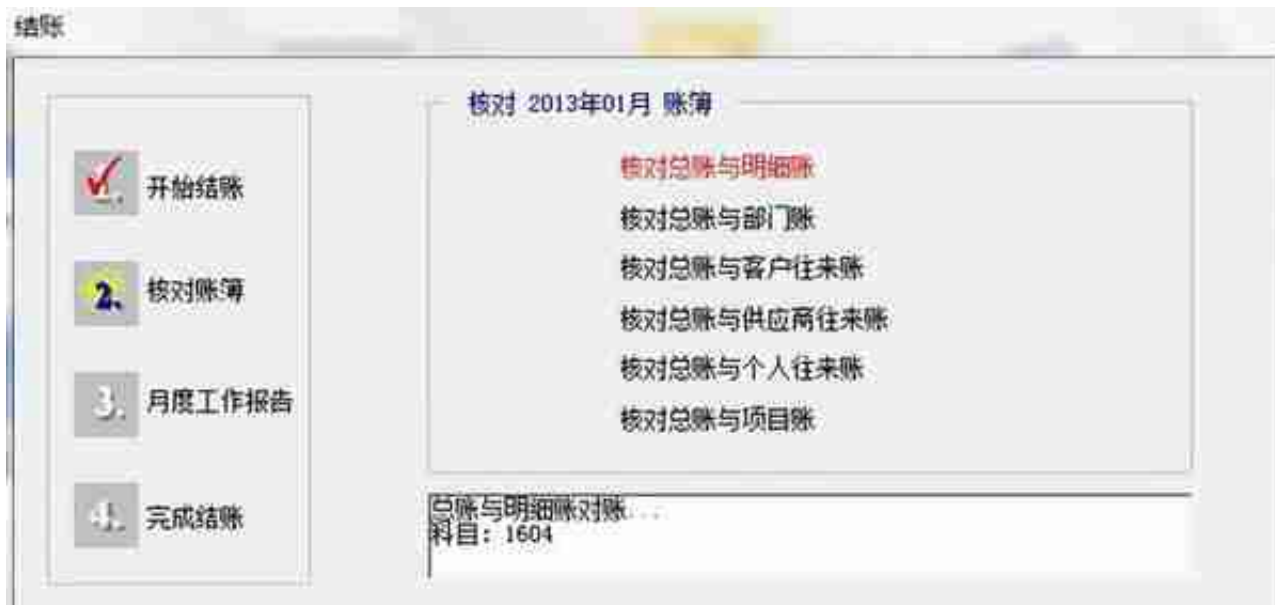 结账
开始结账
2. 核对账簿
3. 月度工作报告
4. 完成结账
核对 2013年01月 账簿
核对总账与明细账
核对总账与部门账
核对总账与客户往来账
核对总账与供应商往来账
核对总账与个人往来账
核对总账与项目账
总账与明细账对账...
科目: 1604